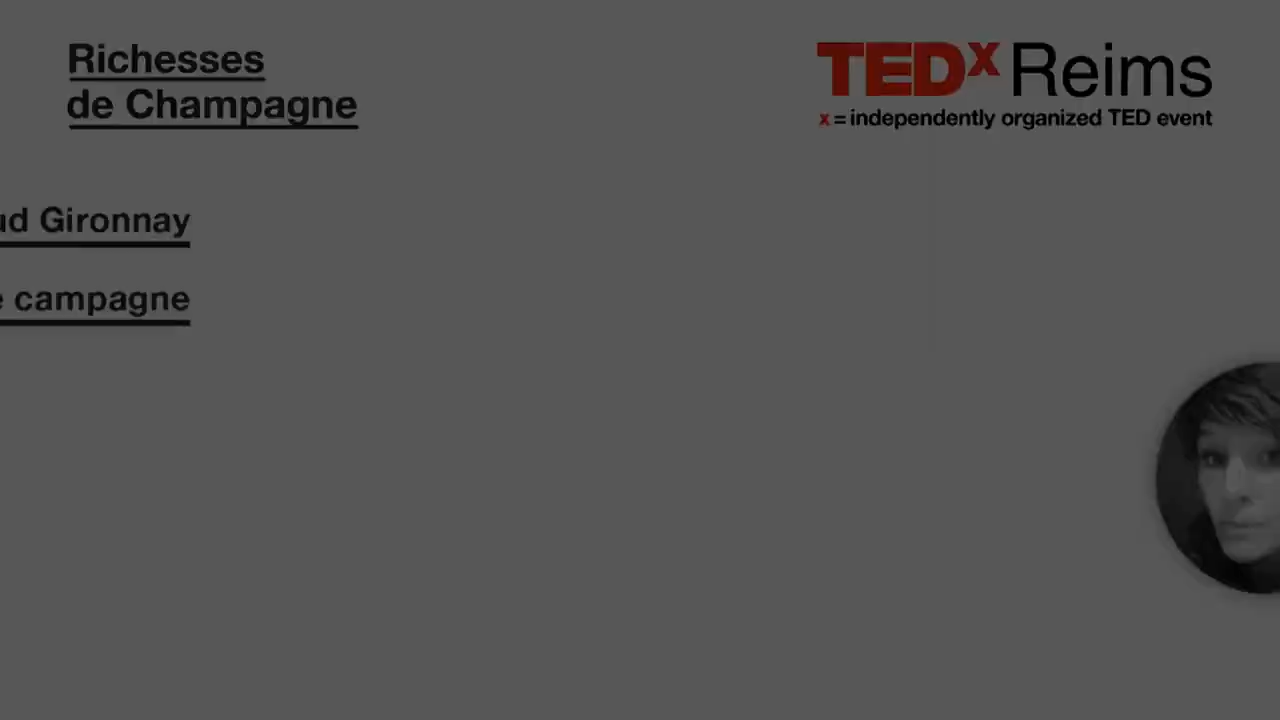 Richesses
de Champagne
TEDx Reims
x = independently organized TED event
ud Gironnay
campagne